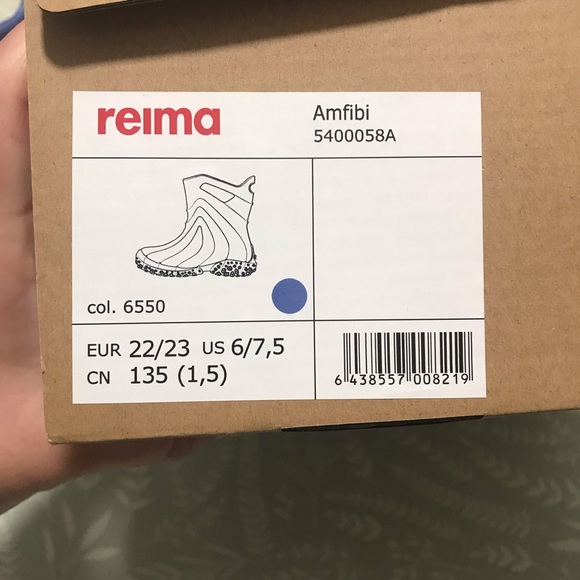 reima
Amfibi
5400058A
col. 6550
EUR 22/23 US 6/7,5
CN 135 (1,5)
6 438557 008219